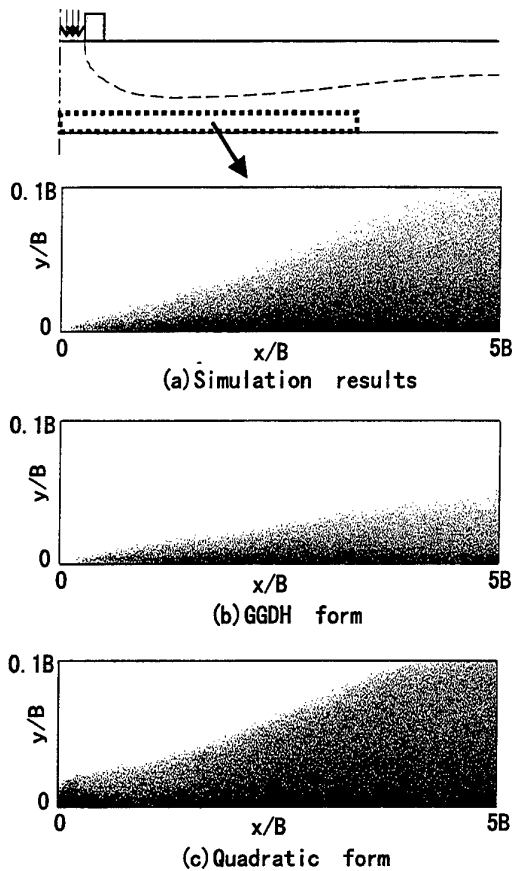 0.1B
y/B
0
0
x/B
5B
(a)Simulation results
0.1B
y/B
0
0
x/B
5B
(b)GGDH form
0.1B
y/B
0
0
x/B
5B
(c)Quadratic form